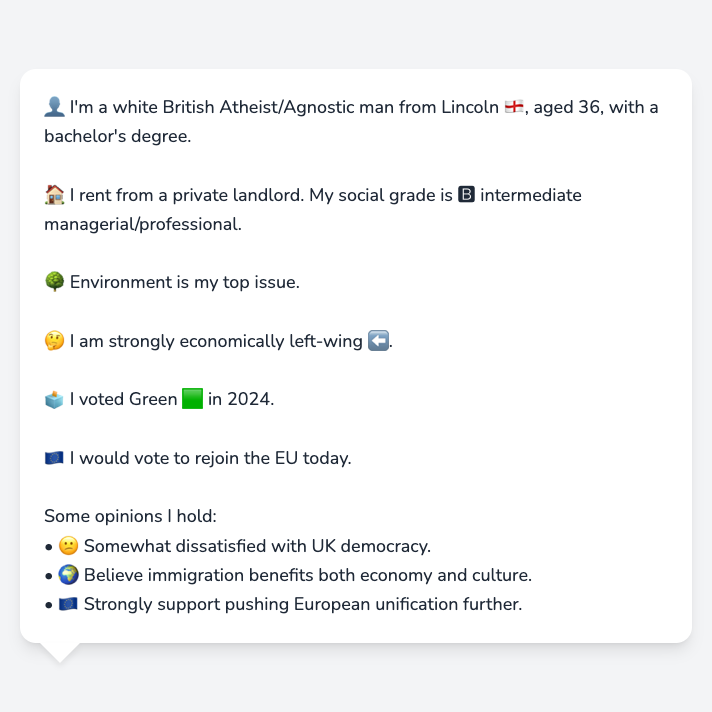 👤 I'm a white British Atheist/Agnostic man from Lincoln 🏴󠁧󠁢󠁥󠁮󠁧󠁿, aged 36, with a
bachelor's degree.
🏠 I rent from a private landlord. My social grade is 🅱 intermediate
managerial/professional.
🌳 Environment is my top issue.
🤔 I am strongly economically left-wing ⬅️.
🗳️ I voted Green 🟩 in 2024.
🇪🇺 I would vote to rejoin the EU today.
Some opinions I hold:
• 😕 Somewhat dissatisfied with UK democracy.
• 🌍 Believe immigration benefits both economy and culture.
• 🇪🇺 Strongly support pushing European unification further.